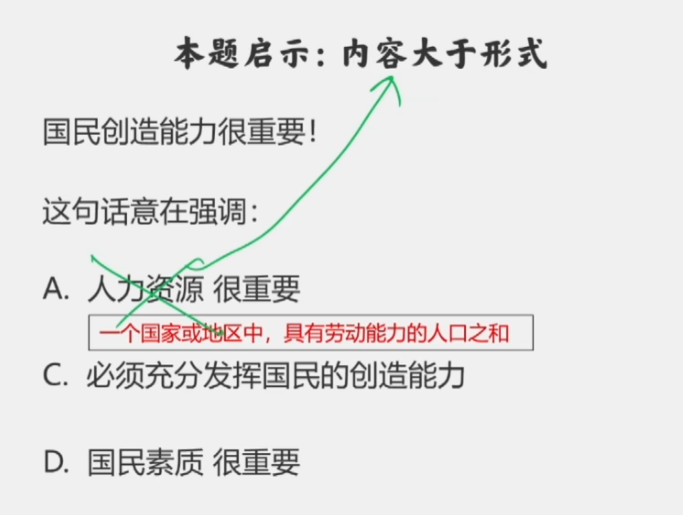 本题启示：内容大于形式
国民创造能力很重要！
这句话意在强调：
A. 人力资源 很重要
一个国家或地区中，具有劳动能力的人口之和
C. 必须充分发挥国民的创造能力
D. 国民素质 很重要